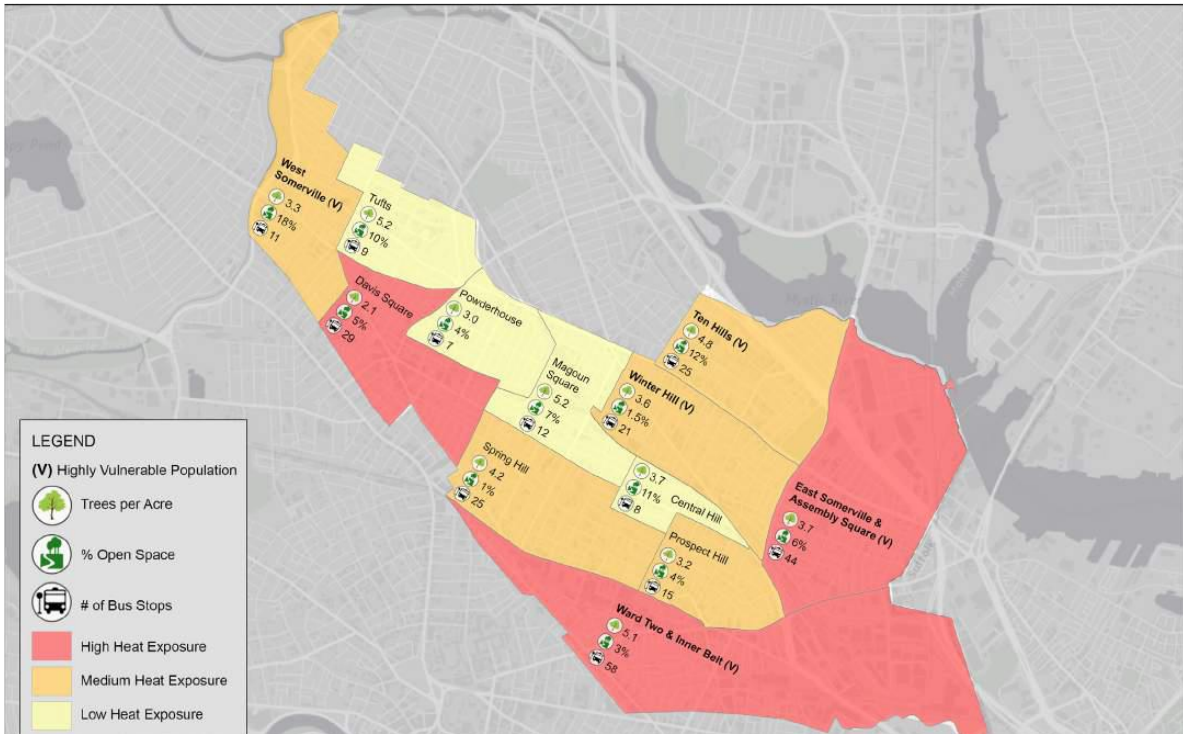 West
Somerville (V)
3.3
18%
11
Tufts
5.2
10%
9
Davis Square
2.1
5%
29
Powderhouse
3.0
4%
7
Magoun
Square
5.2
7%
12
Ten Hills (V)
4.8
12%
25
Winter Hill (V)
3.6
1.5%
21
Spring Hill
4.2
1%
25
3.7
11%
Central Hill
8
East Somerville &
Assembly Square (V)
3.7
6%
44
Prospect Hill
3.2
4%
15
Ward Two & Inner Belt (V)
5.1
3%
58
LEGEND
(V) Highly Vulnerable Population
Trees per Acre
% Open Space
# of Bus Stops
High Heat Exposure
Medium Heat Exposure
Low Heat Exposure